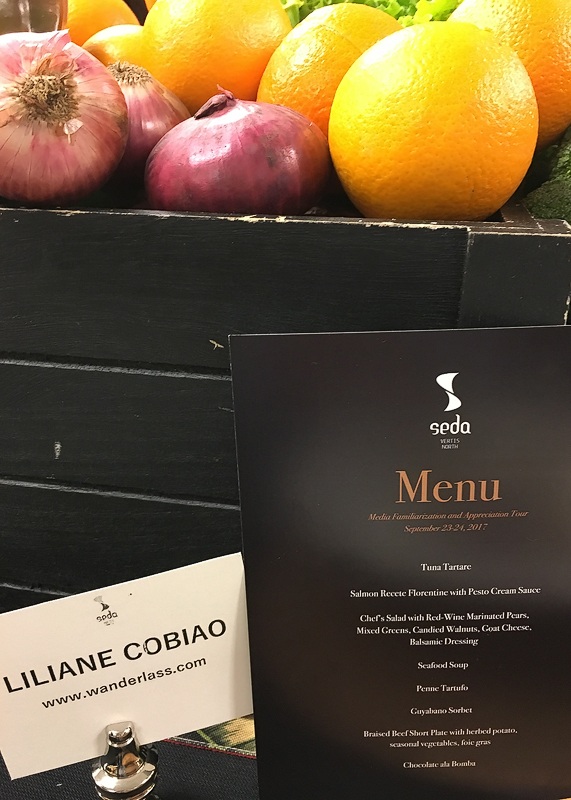 seda
VERTIS
NORTH
Menu
Media Familiarization and Appreciation Tour
September 23-24, 2017
Tuna Tartare
Salmon Recete Florentine with Pesto Cream Sauce
Chef's Salad with Red-Wine Marinated Pears,
Mixed Greens, Candied Walnuts, Goat Cheese,
Balsamic Dressing
Seafood Soup
Penne Tartufo
Guyabano Sorbet
Braised Beef Short Plate with herbed potato,
seasonal vegetables, foie gras
Chocolate ala Bomba
seda
LILIANE COBIAO
www.wanderlass.com